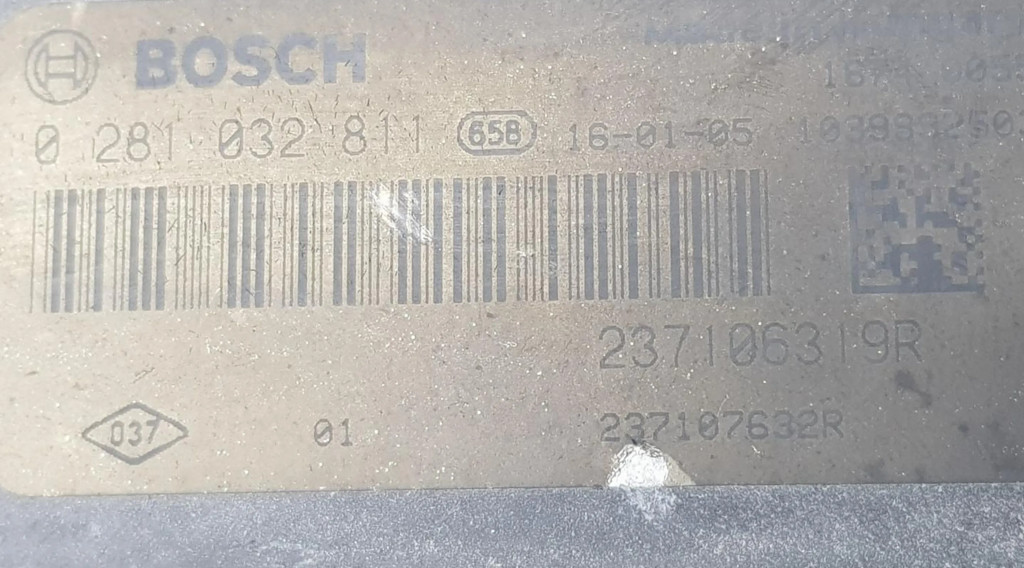 BOSCH
0 281 032 811 658 16-01-05
237106319R
037 01 237107632R